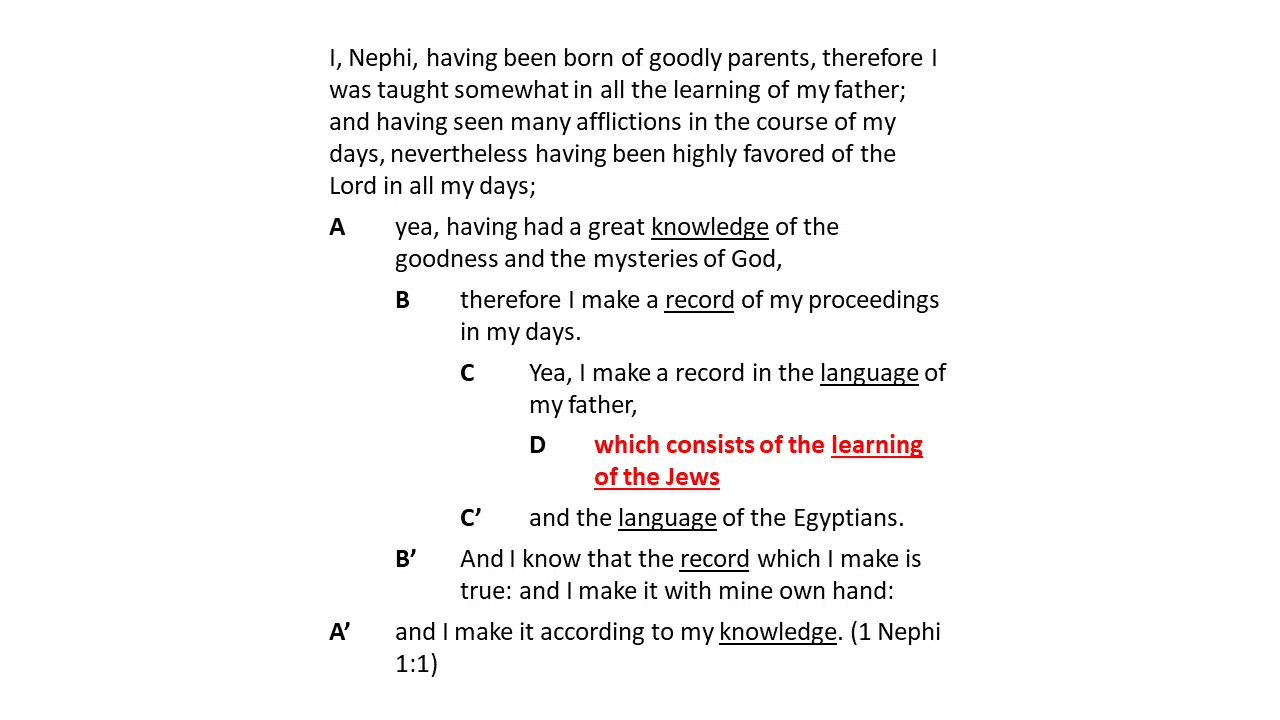 I, Nephi, having been born of goodly parents, therefore I
was taught somewhat in all the learning of my father;
and having seen many afflictions in the course of my
days, nevertheless having been highly favored of the
Lord in all my days;
A yea, having had a great knowledge of the
goodness and the mysteries of God,
B therefore I make a record of my proceedings
in my days.
C Yea, I make a record in the language of
my father,
D which consists of the learning
of the Jews
C’ and the language of the Egyptians.
B’ And I know that the record which I make is
true: and I make it with mine own hand:
A’ and I make it according to my knowledge. (1 Nephi
1:1)